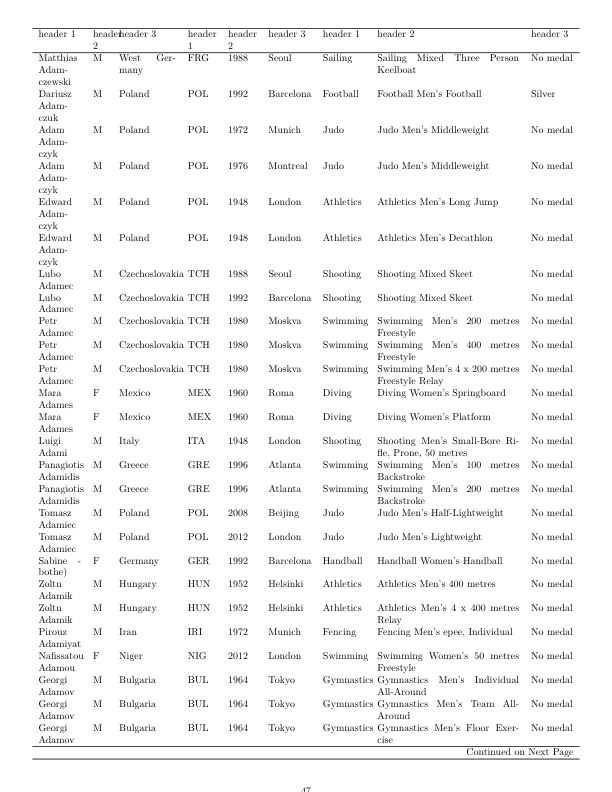 header 1 header 2 header 3 header 1 header 2 header 3 header 1 header 2 header 3
Matthias Adam-czewski M West Ger-many FRG 1988 Seoul Sailing Sailing Mixed Three Person Keelboat No medal
Dariusz Adam-czuk M Poland POL 1992 Barcelona Football Football Men's Football Silver
Adam Adam-czyk M Poland POL 1972 Munich Judo Judo Men's Middleweight No medal
Adam Adam-czyk M Poland POL 1976 Montreal Judo Judo Men's Middleweight No medal
Edward Adam-czyk M Poland POL 1948 London Athletics Athletics Men's Long Jump No medal
Edward Adam-czyk M Poland POL 1948 London Athletics Athletics Men's Decathlon No medal
Lubo Adamec M Czechoslovakia TCH 1988 Seoul Shooting Shooting Mixed Skeet No medal
Lubo Adamec M Czechoslovakia TCH 1992 Barcelona Shooting Shooting Mixed Skeet No medal
Petr Adamec M Czechoslovakia TCH 1980 Moskva Swimming Swimming Men's 200 metres Freestyle No medal
Petr Adamec M Czechoslovakia TCH 1980 Moskva Swimming Swimming Men's 400 metres Freestyle No medal
Petr Adamec M Czechoslovakia TCH 1980 Moskva Swimming Swimming Men's 4 x 200 metres Freestyle Relay No medal
Mara Adames F Mexico MEX 1960 Roma Diving Diving Women's Springboard No medal
Mara Adames F Mexico MEX 1960 Roma Diving Diving Women's Platform No medal
Luigi Adami M Italy ITA 1948 London Shooting Shooting Men's Small-Bore Ri-fle, Prone, 50 metres No medal
Panagiotis Adamidis M Greece GRE 1996 Atlanta Swimming Swimming Men's 100 metres Backstroke No medal
Panagiotis Adamidis M Greece GRE 1996 Atlanta Swimming Swimming Men's 200 metres Backstroke No medal
Tomasz Adamiec M Poland POL 2008 Beijing Judo Judo Men's Half-Lightweight No medal
Tomasz Adamiec M Poland POL 2012 London Judo Judo Men's Lightweight No medal
Sabine -bothe) F Germany GER 1992 Barcelona Handball Handball Women's Handball No medal
Zoltn Adamik M Hungary HUN 1952 Helsinki Athletics Athletics Men's 400 metres No medal
Zoltn Adamik M Hungary HUN 1952 Helsinki Athletics Athletics Men's 4 x 400 metres Relay No medal
Pirouz Adamiyat M Iran IRI 1972 Munich Fencing Fencing Men's epee, Individual No medal
Nafissatou Adamou F Niger NIG 2012 London Swimming Swimming Women's 50 metres Freestyle No medal
Georgi Adamov M Bulgaria BUL 1964 Tokyo Gymnastics Gymnastics Men's Individual All-Around No medal
Georgi Adamov M Bulgaria BUL 1964 Tokyo Gymnastics Gymnastics Men's Team All-Around No medal
Georgi Adamov M Bulgaria BUL 1964 Tokyo Gymnastics Gymnastics Men's Floor Exer-cise No medal
Continued on Next Page
47